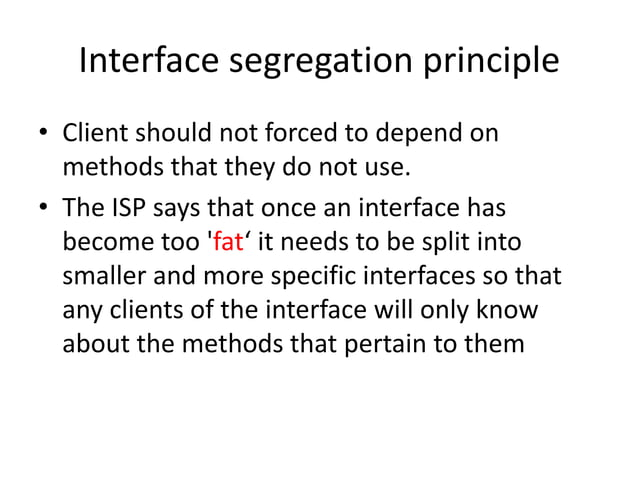 Interface segregation principle
• Client should not forced to depend on
methods that they do not use.
• The ISP says that once an interface has
become too 'fat‘ it needs to be split into
smaller and more specific interfaces so that
any clients of the interface will only know
about the methods that pertain to them